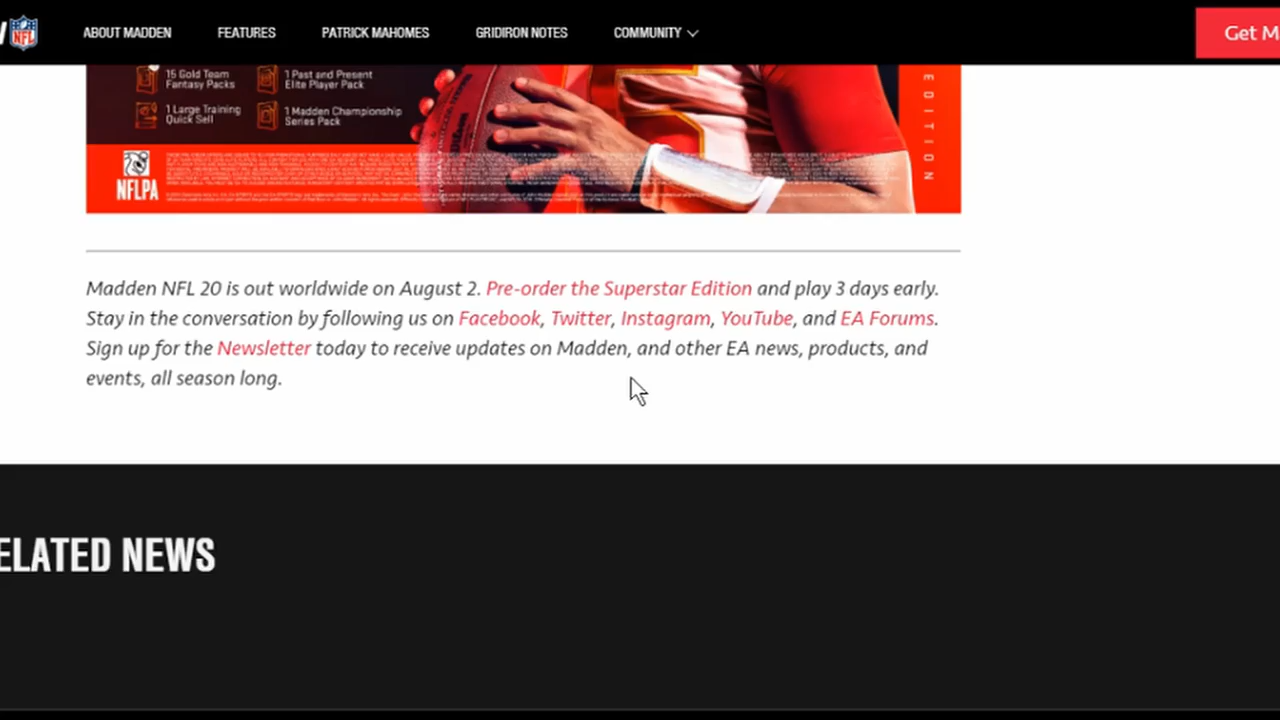 NFL ABOUT MADDEN FEATURES PATRICK MAHOMES GRIDIRON NOTES COMMUNITY Get M
15 Gold Team
Fantasy Packs
1 Past and Present
Elite Player Pack
1 Large Training
Quick Sell
1 Madden Championship
Series Pack
EDITION
NFLPA
Madden NFL 20 is out worldwide on August 2. Pre-order the Superstar Edition and play 3 days early.
Stay in the conversation by following us on Facebook, Twitter, Instagram, YouTube, and EA Forums.
Sign up for the Newsletter today to receive updates on Madden, and other EA news, products, and
events, all season long.
ELATED NEWS